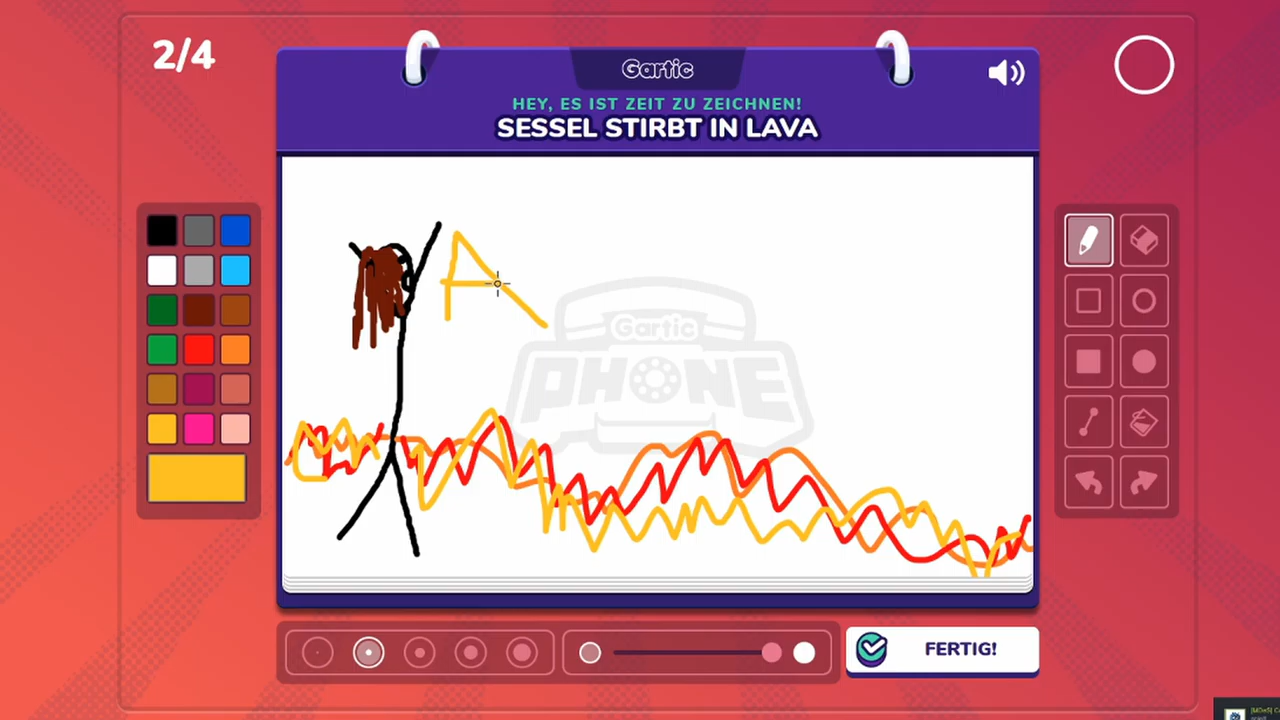 2/4
Gartic
HEY, ES IST ZEIT ZU ZEICHNEN!
SESSEL STIRBT IN LAVA
A
Gartic
PHONE
FERTIG!